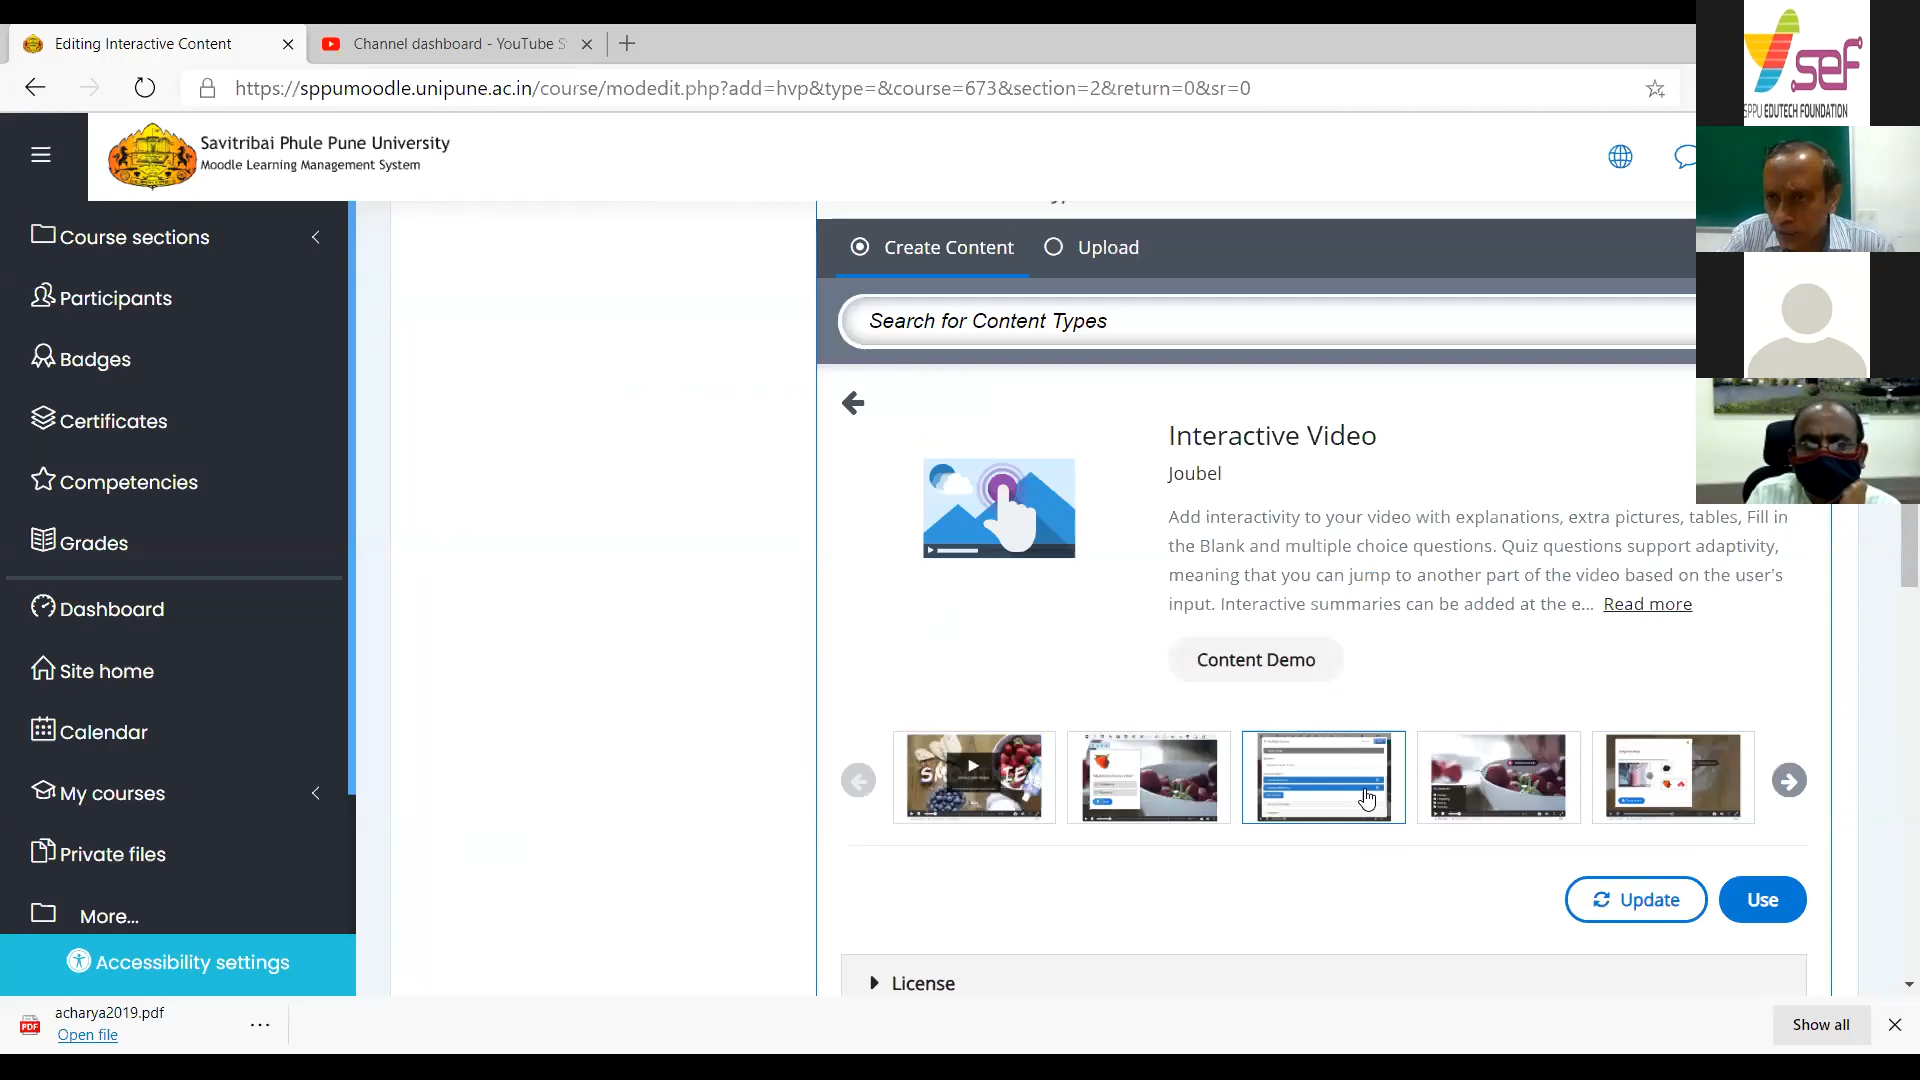 Editing Interactive Content
Channel dashboard - YouTube S
https://sppumoodle.unipune.ac.in/course/modedit.php?add=hvp&type=&course=673&section=2&return=0&sr=0
sef
SPPU EDUTECH FOUNDATION
Savitribai Phule Pune University
Moodle Learning Management System
Course sections
Participants
Badges
Certificates
Competencies
Grades
Dashboard
Site home
Calendar
My courses
Private files
More...
Accessibility settings
Create Content
Upload
Search for Content Types
Interactive Video
Joubel
Add interactivity to your video with explanations, extra pictures, tables, Fill in
the Blank and multiple choice questions. Quiz questions support adaptivity,
meaning that you can jump to another part of the video based on the user's
input. Interactive summaries can be added at the e... Read more
Content Demo
Update
Use
License
PDF
acharya2019.pdf
Open file
Show all